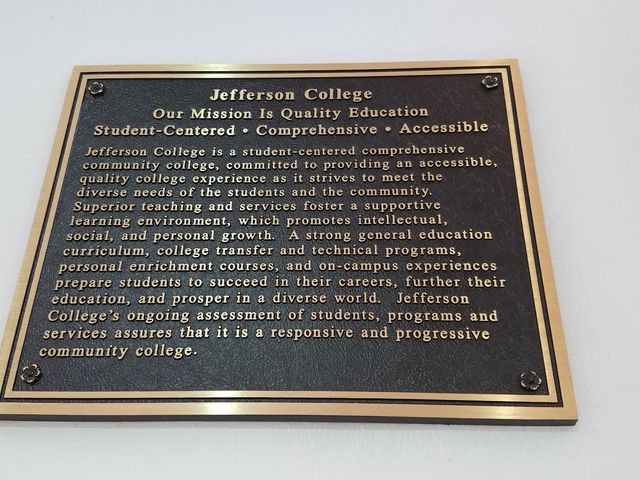 Jefferson College
Our Mission Is Quality Education
Student-Centered • Comprehensive • Accessible
Jefferson College is a student-centered comprehensive
community college, committed to providing an accessible,
quality college experience as it strives to meet the
diverse needs of the students and the community.
Superior teaching and services foster a supportive
learning environment, which promotes intellectual,
social, and personal growth. A strong general education
curriculum, college transfer and technical programs,
personal enrichment courses, and on-campus experiences
prepare students to succeed in their careers, further their
education, and prosper in a diverse world. Jefferson
College's ongoing assessment of students, programs and
services assures that it is a responsive and progressive
community college.